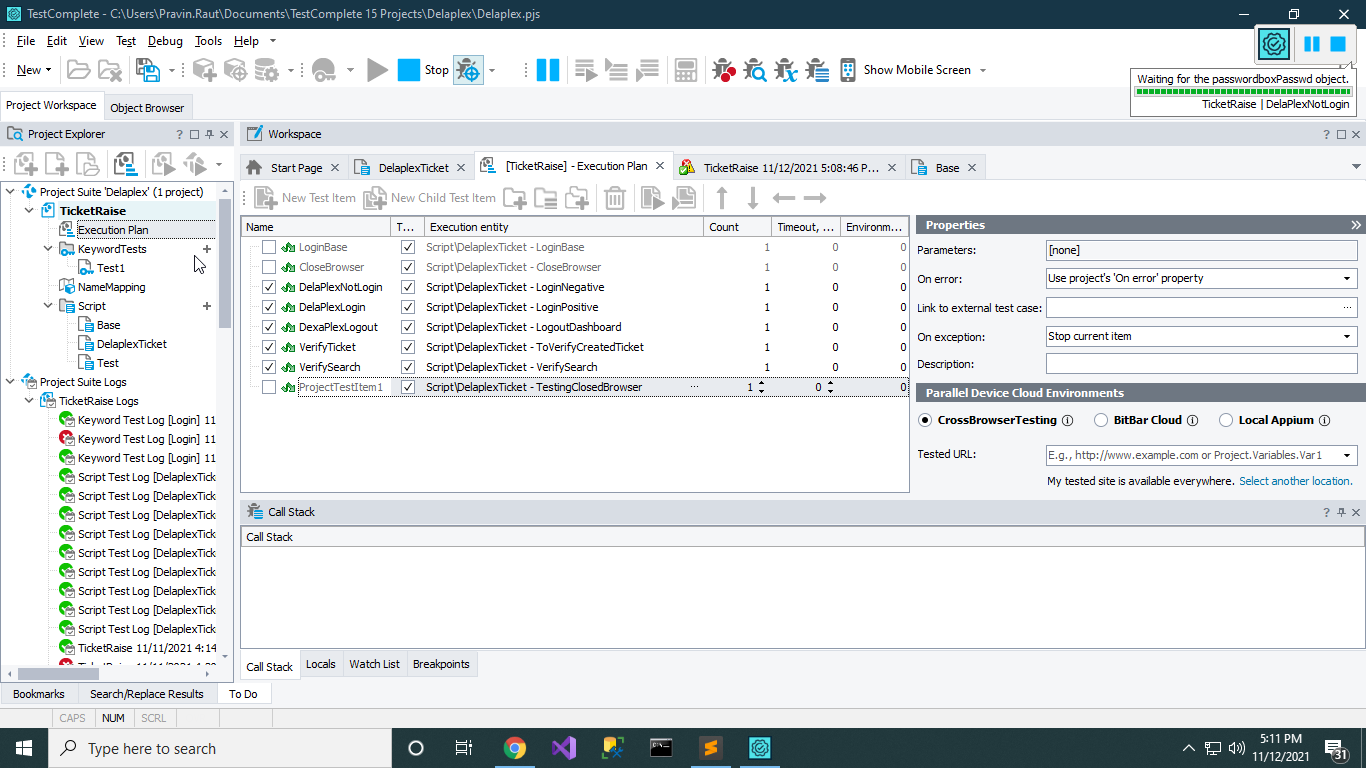 TestComplete - C:\Users\Pravin.Raut\Documents\TestComplete 15 Projects\Delaplex\Delaplex.pjs
File Edit View Test Debug Tools Help
New Stop Show Mobile Screen
Waiting for the passwordboxPasswd object.
TicketRaise | DelaPlexNotLogin
Project Workspace Object Browser
Project Explorer ?
Workspace ?
Start Page DelaplexTicket [TicketRaise] - Execution Plan TicketRaise 11/12/2021 5:08:46 P... Base
New Test Item New Child Test Item
Project Suite 'Delaplex' (1 project)
TicketRaise
Execution Plan
KeywordTests
Test1
NameMapping
Script
Base
DelaplexTicket
Test
Project Suite Logs
TicketRaise Logs
Keyword Test Log [Login] 11
Keyword Test Log [Login] 11
Keyword Test Log [Login] 11
Script Test Log [DelaplexTick
Script Test Log [DelaplexTick
Script Test Log [DelaplexTick
Script Test Log [DelaplexTick
Script Test Log [DelaplexTick
Script Test Log [DelaplexTick
Script Test Log [DelaplexTick
Script Test Log [DelaplexTick
Script Test Log [DelaplexTick
TicketRaise 11/11/2021 4:14
Name T... Execution entity Count Timeout, ... Environm...
LoginBase Script\DelaplexTicket - LoginBase 1 0 0
CloseBrowser Script\DelaplexTicket - CloseBrowser 1 0 0
DelaPlexNotLogin Script\DelaplexTicket - LoginNegative 1 0 0
DelaPlexLogin Script\DelaplexTicket - LoginPositive 1 0 0
DexaPlexLogout Script\DelaplexTicket - LogoutDashboard 1 0 0
VerifyTicket Script\DelaplexTicket - ToVerifyCreatedTicket 1 0 0
VerifySearch Script\DelaplexTicket - VerifySearch 1 0 0
ProjectTestItem1 Script\DelaplexTicket - TestingClosedBrowser ... 1 0 0
Properties
Parameters: [none]
On error: Use project's 'On error' property
Link to external test case: ...
On exception: Stop current item
Description:
Parallel Device Cloud Environments
CrossBrowserTesting BitBar Cloud Local Appium
Tested URL: E.g., http://www.example.com or Project.Variables.Var1
My tested site is available everywhere. Select another location.
Call Stack ?
Call Stack
Call Stack Locals Watch List Breakpoints
Bookmarks Search/Replace Results To Do
CAPS NUM SCRL
Type here to search
5:11 PM
11/12/2021
31